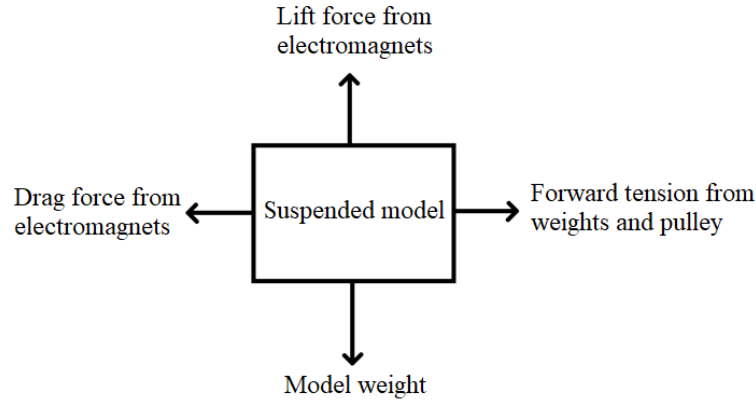 Lift force from
electromagnets
Drag force from
electromagnets
Suspended model
Forward tension from
weights and pulley
Model weight